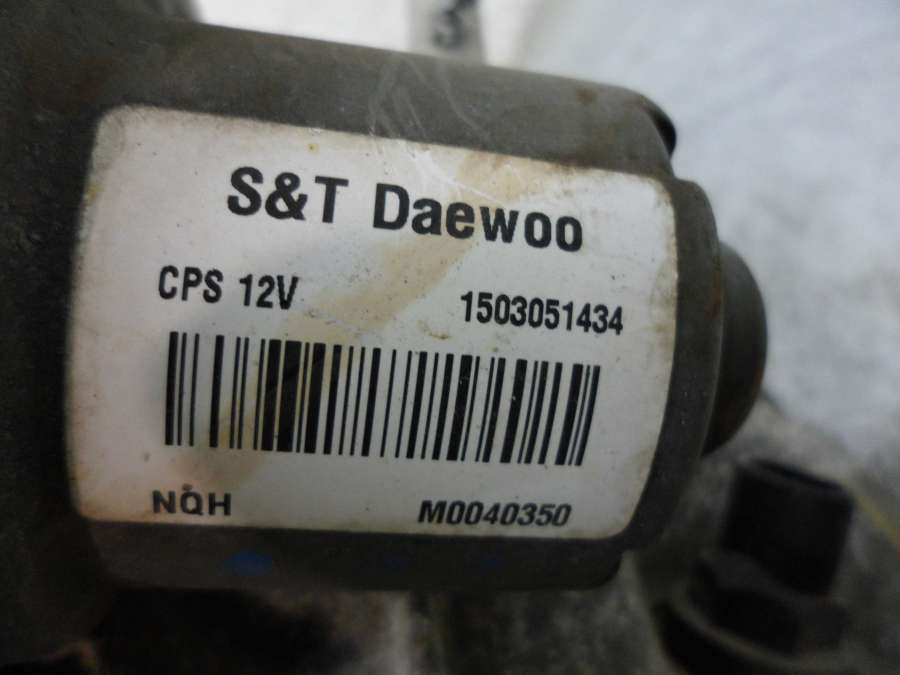 S&T Daewoo
CPS 12V 1503051434
NQH M0040350